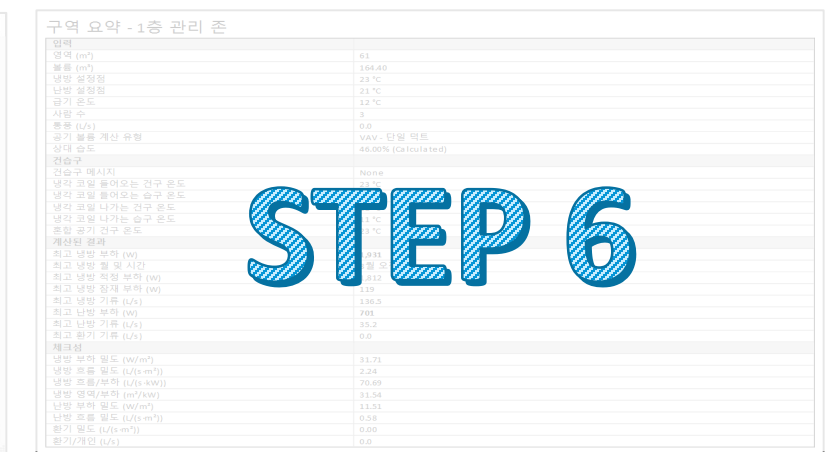 구역 요약 - 1층 관리 존
입력
영역 (m²) 61
볼륨 (m³) 164.40
냉방 설정점 23 °C
난방 설정점 21 °C
급기 온도 12 °C
사람 수 3
통풍 (L/s) 0.0
공기 볼륨 계산 유형 VAV - 단일 덕트
상대 습도 46.00% (Calculated)
건습구
건습구 메시지 None
냉각 코일 들어오는 건구 온도 23 °C
냉각 코일 들어오는 습구 온도
냉각 코일 나가는 건구 온도
냉각 코일 나가는 습구 온도
혼합 공기 건구 온도
계산된 결과
최고 냉방 부하 (W)
최고 냉방 월 및 시간
최고 냉방 적정 부하 (W)
최고 냉방 잠재 부하 (W) 119
최고 냉방 기류 (L/s) 136.5
최고 난방 부하 (W) 701
최고 난방 기류 (L/s) 35.2
최고 환기 기류 (L/s) 0.0
체크섬
냉방 부하 밀도 (W/m²) 31.71
냉방 흐름 밀도 (L/(s·m²)) 2.24
냉방 흐름/부하 (L/(s·kW)) 70.69
냉방 영역/부하 (m²/kW) 31.54
난방 부하 밀도 (W/m²) 11.51
난방 흐름 밀도 (L/(s·m²)) 0.58
환기 밀도 (L/(s·m²)) 0.00
환기/개인 (L/s) 0.0
STEP 6